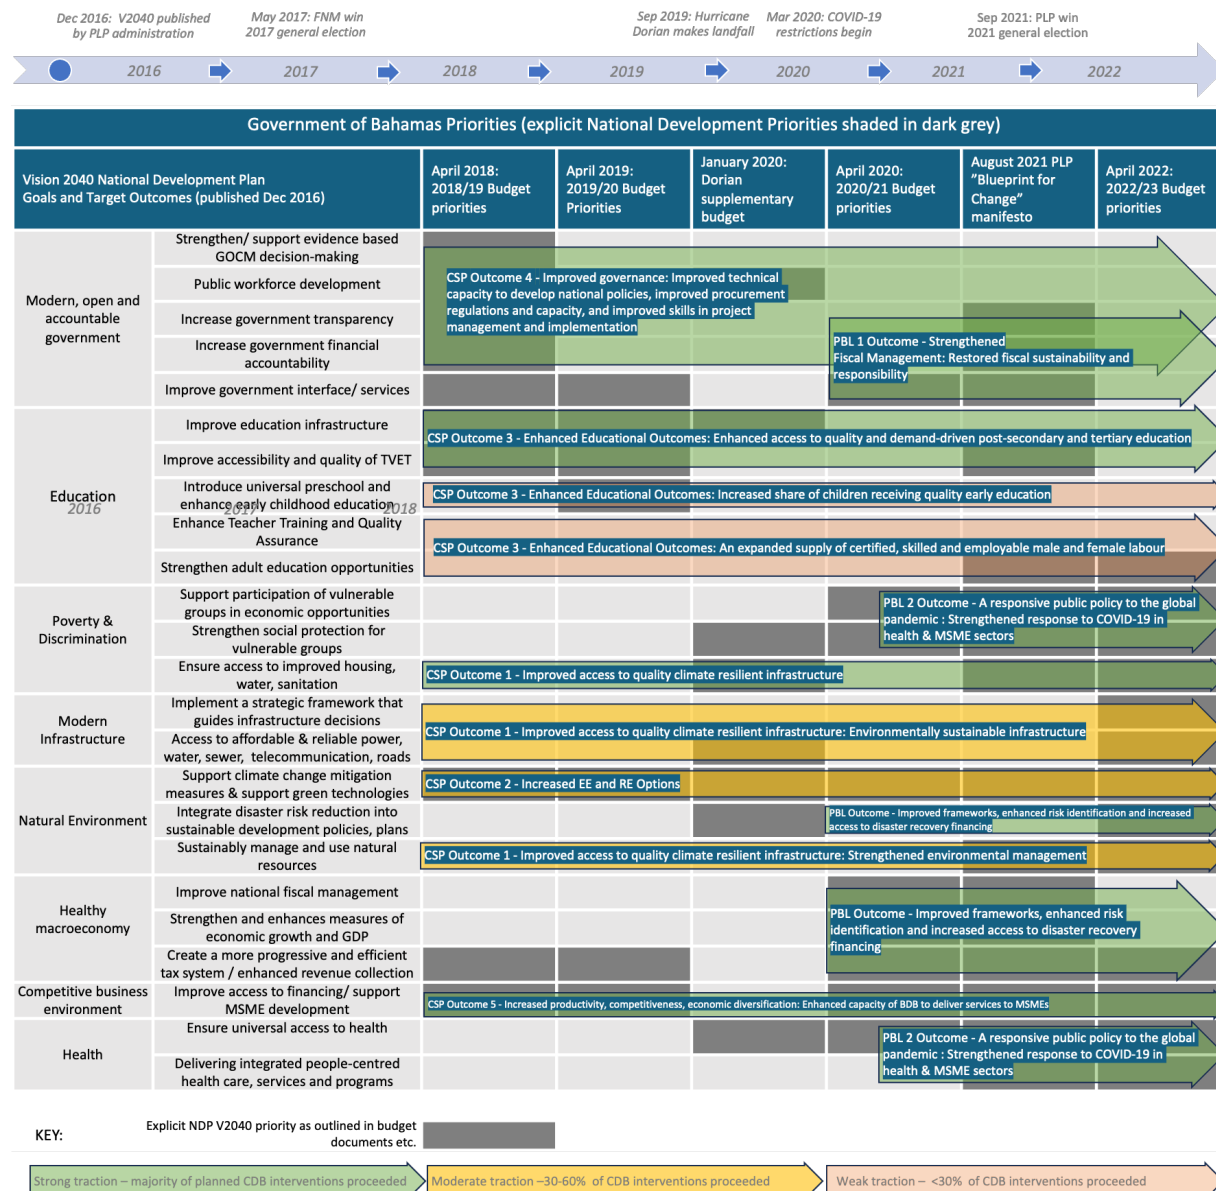 Dec 2016: V2040 published
by PLP administration
May 2017: FNM win
2017 general election
Sep 2019: Hurricane
Dorian makes landfall
Mar 2020: COVID-19
restrictions begin
Sep 2021: PLP win
2021 general election
2016
2017
2018
2019
2020
2021
2022
Government of Bahamas Priorities (explicit National Development Priorities shaded in dark grey)
Vision 2040 National Development Plan
Goals and Target Outcomes (published Dec 2016)
April 2018:
2018/19 Budget
priorities
April 2019:
2019/20 Budget
Priorities
January 2020:
Dorian
supplementary
budget
April 2020:
2020/21 Budget
priorities
August 2021 PLP
”Blueprint for
Change”
manifesto
April 2022:
2022/23 Budget
priorities
Modern, open and
accountable
government
Strengthen/ support evidence based
GOCM decision-making
Public workforce development
Increase government transparency
Increase government financial
accountability
Improve government interface/ services
CSP Outcome 4 - Improved governance: Improved technical
capacity to develop national policies, improved procurement
regulations and capacity, and improved skills in project
management and implementation
PBL 1 Outcome - Strengthened
Fiscal Management: Restored fiscal sustainability and
responsibility
Education
2016
2017
2018
Improve education infrastructure
Improve accessibility and quality of TVET
CSP Outcome 3 - Enhanced Educational Outcomes: Enhanced access to quality and demand-driven post-secondary and tertiary education
Introduce universal preschool and
enhance early childhood education
CSP Outcome 3 - Enhanced Educational Outcomes: Increased share of children receiving quality early education
Enhance Teacher Training and Quality
Assurance
Strengthen adult education opportunities
CSP Outcome 3 - Enhanced Educational Outcomes: An expanded supply of certified, skilled and employable male and female labour
Poverty &
Discrimination
Support participation of vulnerable
groups in economic opportunities
Strengthen social protection for
vulnerable groups
PBL 2 Outcome - A responsive public policy to the global
pandemic : Strengthened response to COVID-19 in
health & MSME sectors
Ensure access to improved housing,
water, sanitation
CSP Outcome 1 - Improved access to quality climate resilient infrastructure
Modern
Infrastructure
Implement a strategic framework that
guides infrastructure decisions
Access to affordable & reliable power,
water, sewer, telecommunication, roads
CSP Outcome 1 - Improved access to quality climate resilient infrastructure: Environmentally sustainable infrastructure
Natural Environment
Support climate change mitigation
measures & support green technologies
CSP Outcome 2 - Increased EE and RE Options
Integrate disaster risk reduction into
sustainable development policies, plans
PBL Outcome - Improved frameworks, enhanced risk identification and increased
access to disaster recovery financing
Sustainably manage and use natural
resources
CSP Outcome 1 - Improved access to quality climate resilient infrastructure: Strengthened environmental management
Healthy
macroeconomy
Improve national fiscal management
Strengthen and enhances measures of
economic growth and GDP
Create a more progressive and efficient
tax system / enhanced revenue collection
PBL Outcome - Improved frameworks, enhanced risk
identification and increased access to disaster recovery
financing
Competitive business
environment
Improve access to financing/ support
MSME development
CSP Outcome 5 - Increased productivity, competitiveness, economic diversification: Enhanced capacity of BDB to deliver services to MSMEs
Health
Ensure universal access to health
Delivering integrated people-centred
health care, services and programs
PBL 2 Outcome - A responsive public policy to the global
pandemic : Strengthened response to COVID-19 in
health & MSME sectors
KEY:
Explicit NDP V2040 priority as outlined in budget
documents etc.
Strong traction – majority of planned CDB interventions proceeded
Moderate traction –30-60% of CDB interventions proceeded
Weak traction – <30% of CDB interventions proceeded